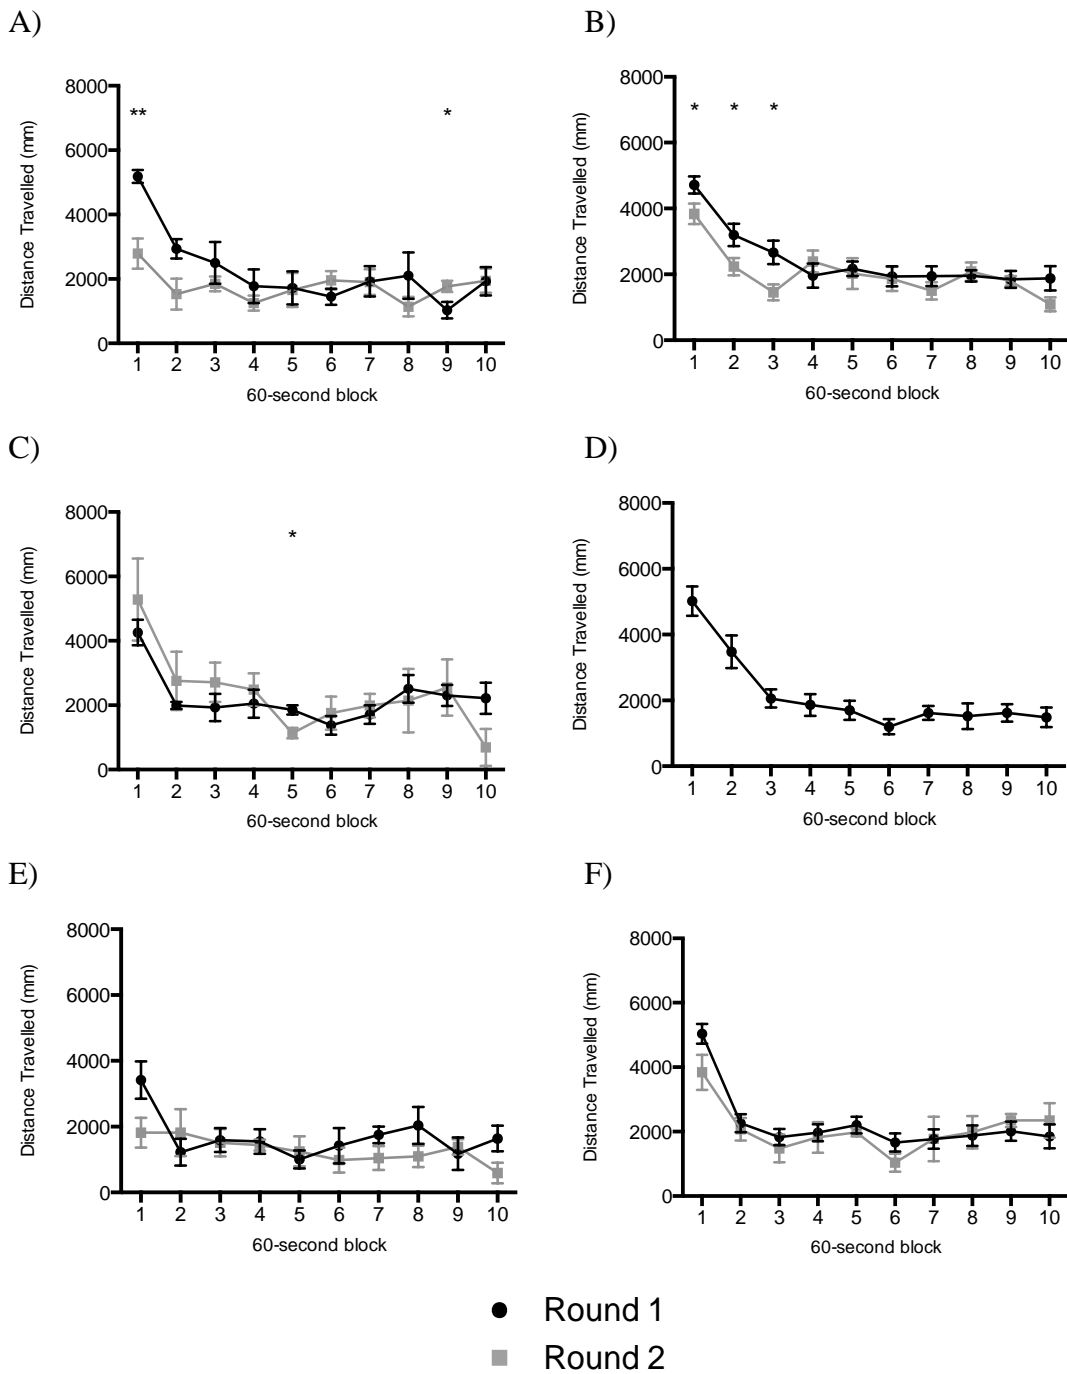 A)
8000
6000
4000
2000
0
** *
Distance Travelled (mm)
1 2 3 4 5 6 7 8 9 10
60-second block
B)
8000
6000
4000
2000
0
* * *
Distance Travelled (mm)
1 2 3 4 5 6 7 8 9 10
60-second block
C)
8000
6000
4000
2000
0
*
Distance Travelled (mm)
1 2 3 4 5 6 7 8 9 10
60-second block
D)
8000
6000
4000
2000
0
Distance Travelled (mm)
1 2 3 4 5 6 7 8 9 10
60-second block
E)
8000
6000
4000
2000
0
Distance Travelled (mm)
1 2 3 4 5 6 7 8 9 10
60-second block
F)
8000
6000
4000
2000
0
Distance Travelled (mm)
1 2 3 4 5 6 7 8 9 10
60-second block
Round 1
Round 2